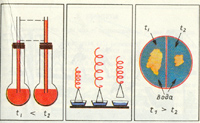 t₁ < t₂
t₁ t₂
Вода
t₁ > t₂